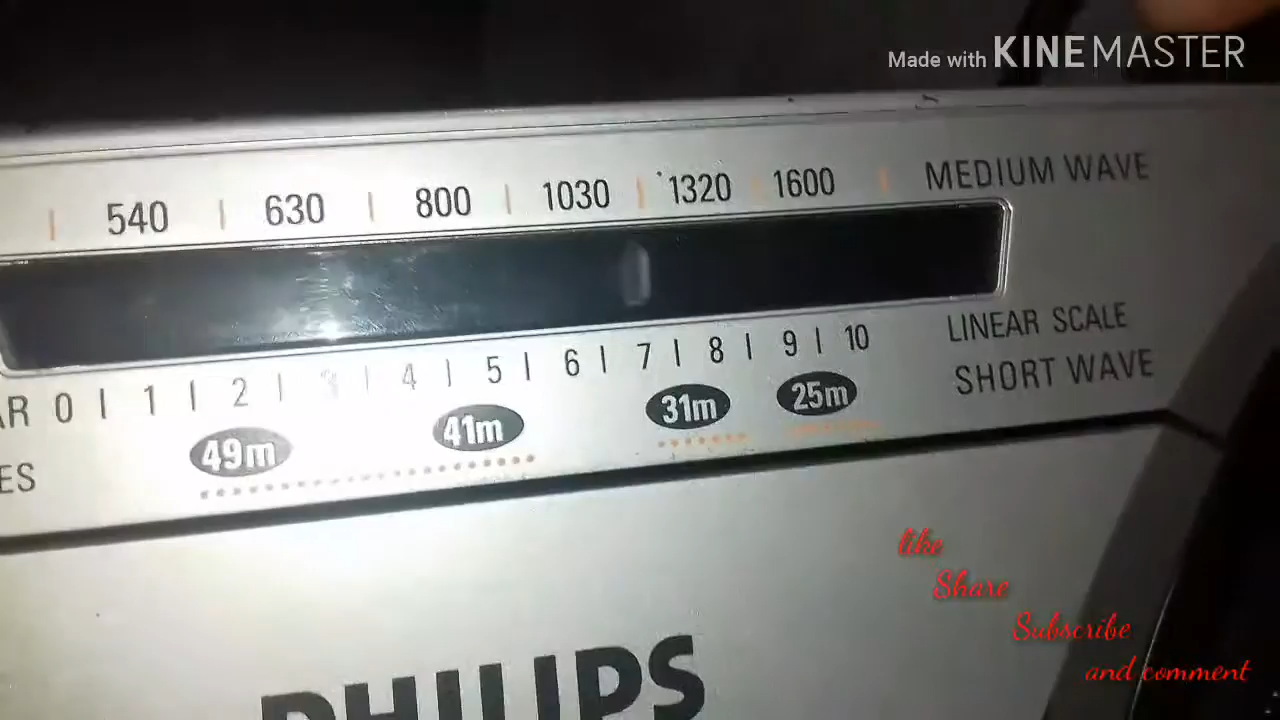 Made with KINEMASTER
540 | 630 | 800 | 1030 | 1320 1600 | MEDIUM WAVE
LINEAR SCALE
AR 0 | 1 | 2 | | 4 | 5 | 6 | 7 | 8 | 9 | 10
SHORT WAVE
49m 41m 31m 25m
ES
like
Share
Subscribe
and comment
PHILIPS